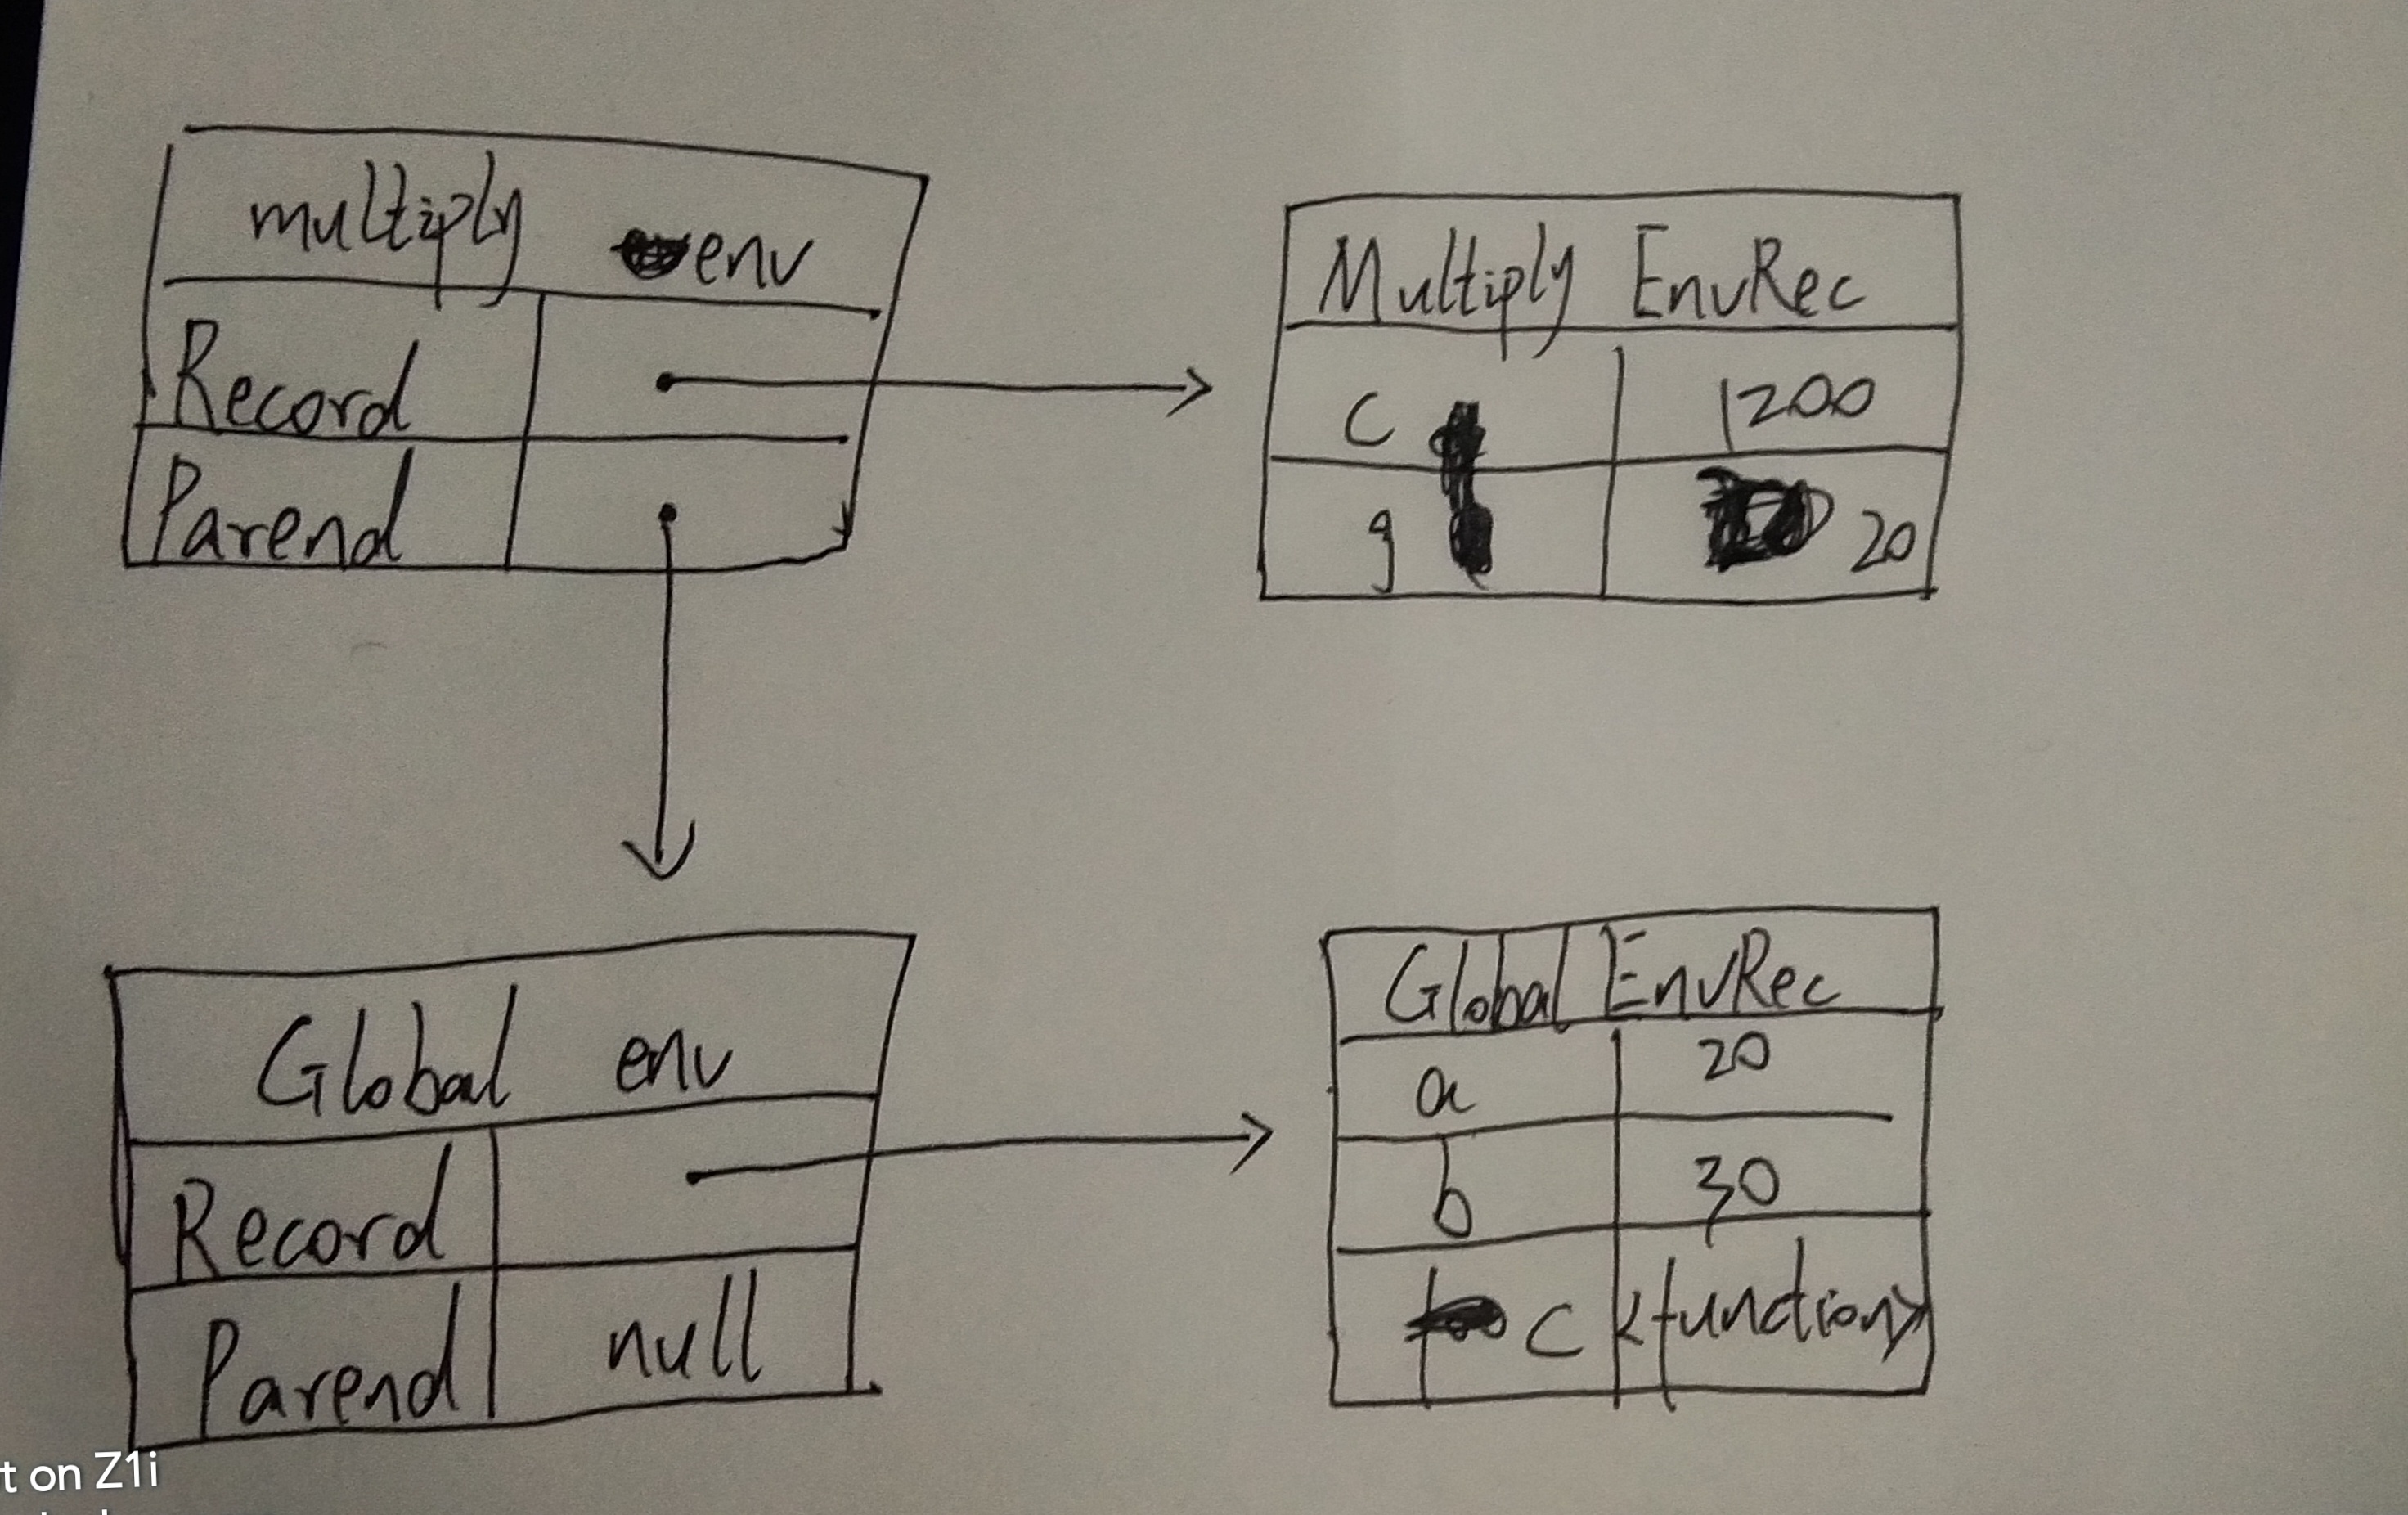 multiply env
Record
Parend
Multiply EnvRec
c 1200
g 20
Global env
Record
Parend null
Global EnvRec
a 20
b 30
c <function>
t on Z1i